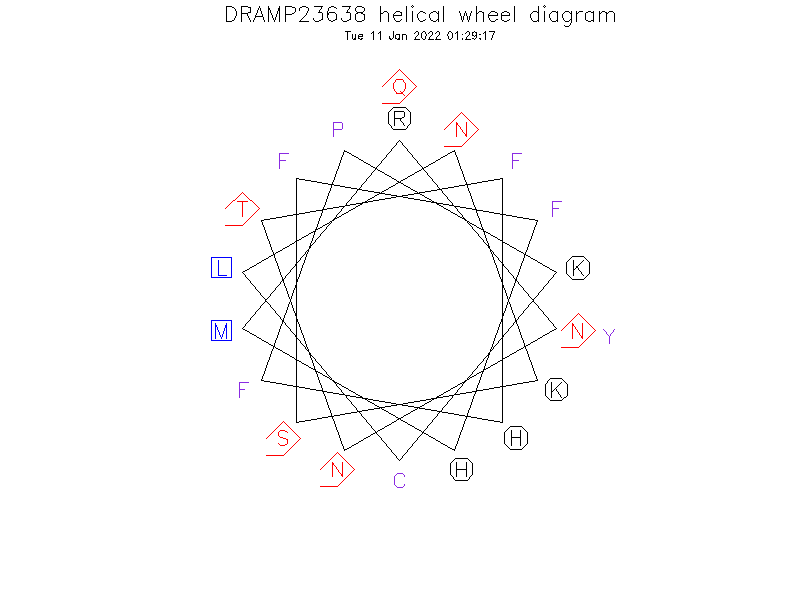 DRAMP23638 helical wheel diagram
Tue 11 Jan 2022 01:29:17
Q
R
P
N
F
F
T
F
L
K
M
N Y
F
K
S
H
N
H
C